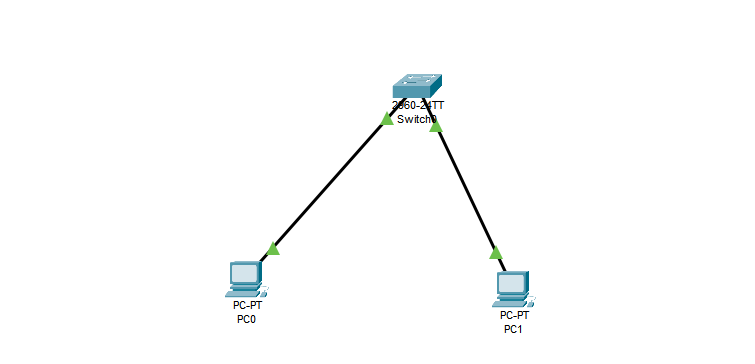 2960-24TT
Switch0
PC-PT
PC0
PC-PT
PC1